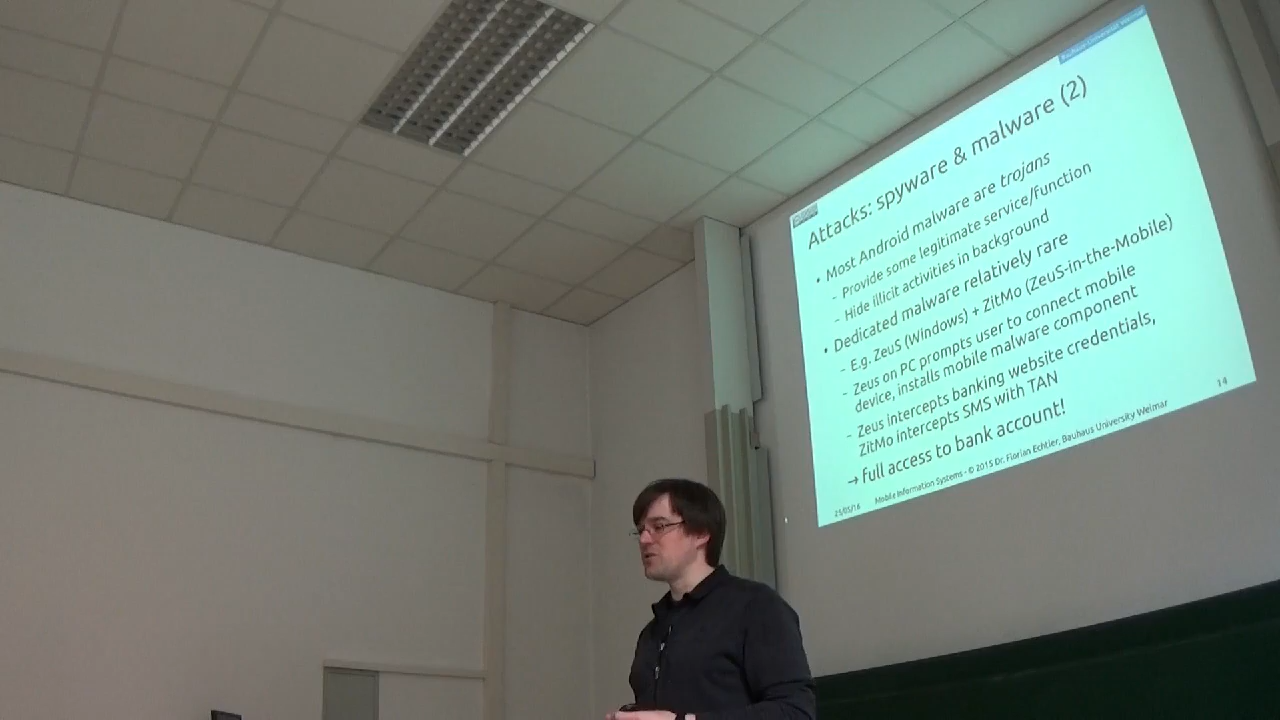 Attacks: spyware & malware (2)
• Most Android malware are trojans
- Provide some legitimate service/function
- Hide illicit activities in background
• Dedicated malware relatively rare
- E.g. ZeuS (Windows) + ZitMo (ZeuS-in-the-Mobile)
- Zeus on PC prompts user to connect mobile
device, installs mobile malware component
- Zeus intercepts banking website credentials,
ZitMo intercepts SMS with TAN
→ Full access to bank account!
25/05/16 Mobile Information Systems - © 2015 Dr. Florian Echtler, Bauhaus University Weimar 14